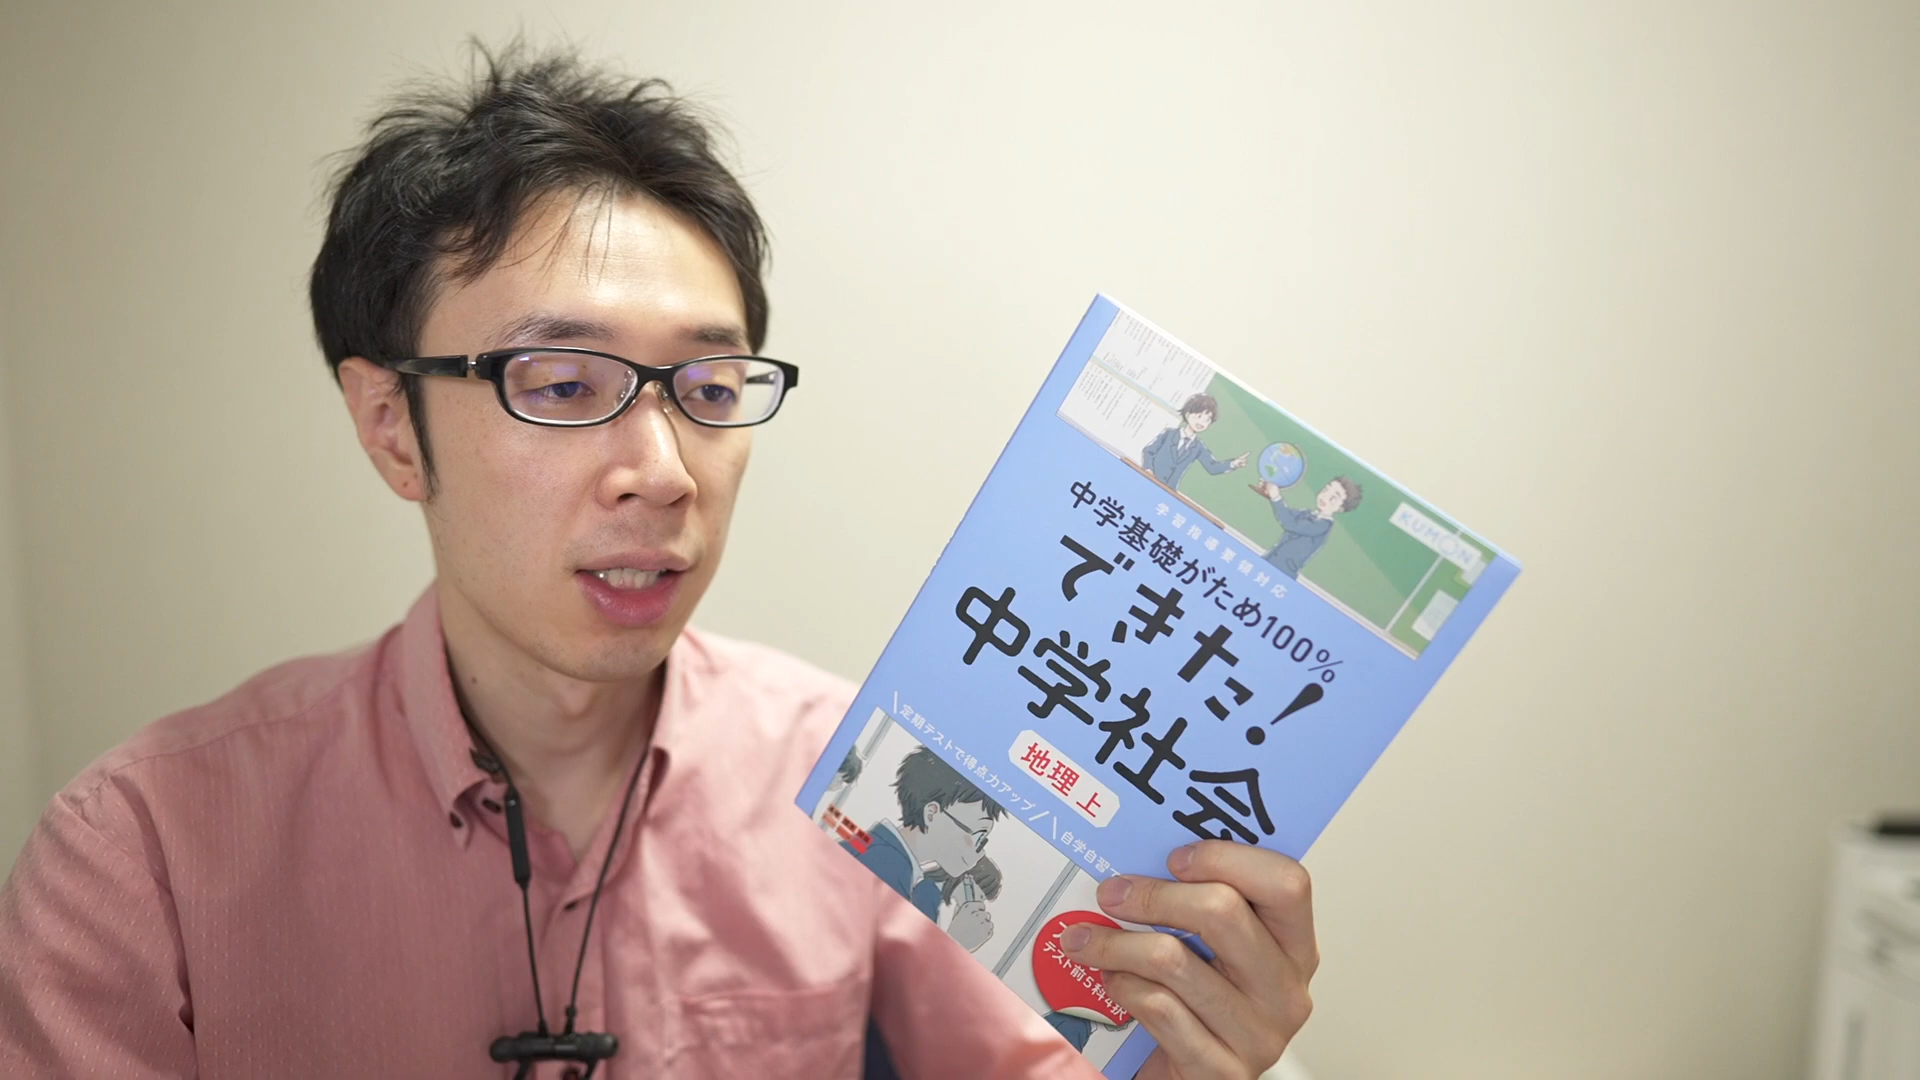 KUMON
学習指導要領対応
中学基礎がため100%
できた!
中学社会
地理 上
定期テストで得点力アップ
自学自習で
テスト前5科4択